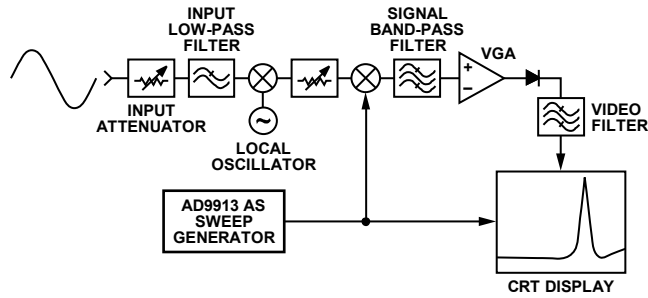 INPUT
LOW-PASS
FILTER
SIGNAL
BAND-PASS
FILTER
VGA
+
−
INPUT
ATTENUATOR
~
LOCAL
OSCILLATOR
VIDEO
FILTER
AD9913 AS
SWEEP
GENERATOR
CRT DISPLAY